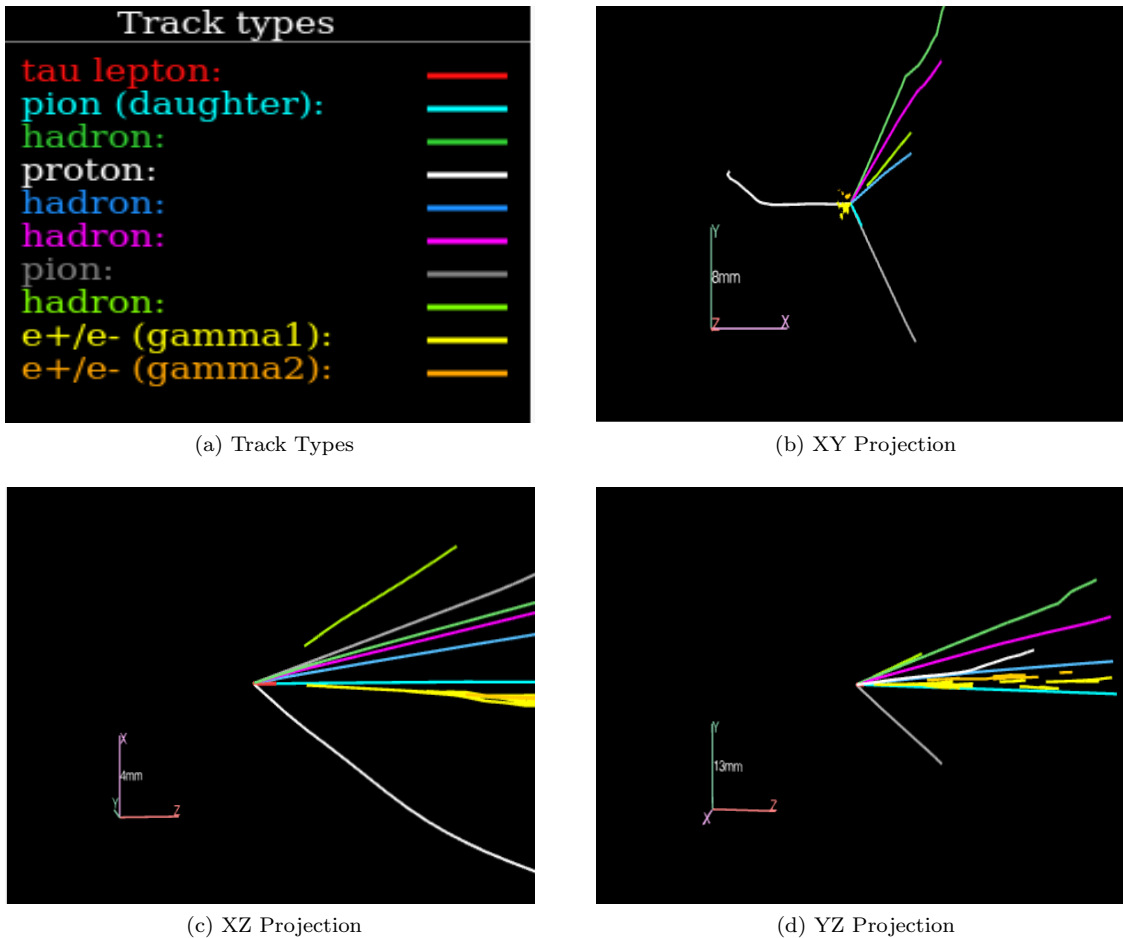 Track types
tau lepton:
pion (daughter):
hadron:
proton:
hadron:
hadron:
pion:
hadron:
e+/e- (gamma1):
e+/e- (gamma2):
(a) Track Types
Y
8mm
Z
X
(b) XY Projection
X
4mm
Y
Z
(c) XZ Projection
Y
13mm
Z
X
(d) YZ Projection